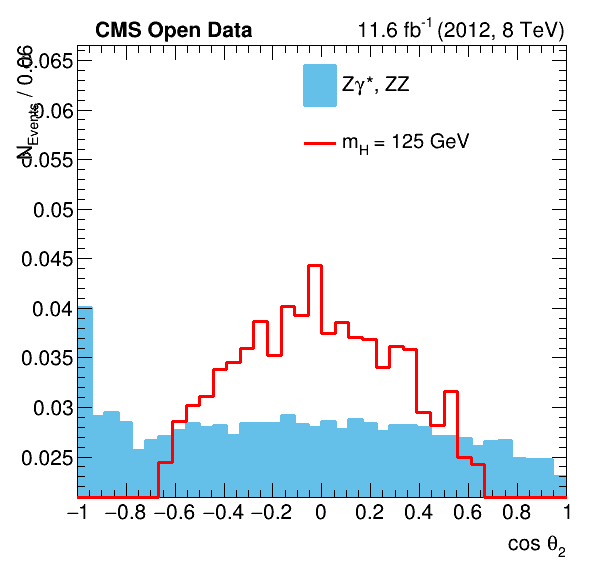 CMS Open Data
11.6 fb⁻¹ (2012, 8 TeV)
N_Events / 0.06
Zγ*, ZZ
m_H = 125 GeV
0.065
0.06
0.055
0.05
0.045
0.04
0.035
0.03
0.025
−1 −0.8 −0.6 −0.4 −0.2 0 0.2 0.4 0.6 0.8 1
cos θ₂